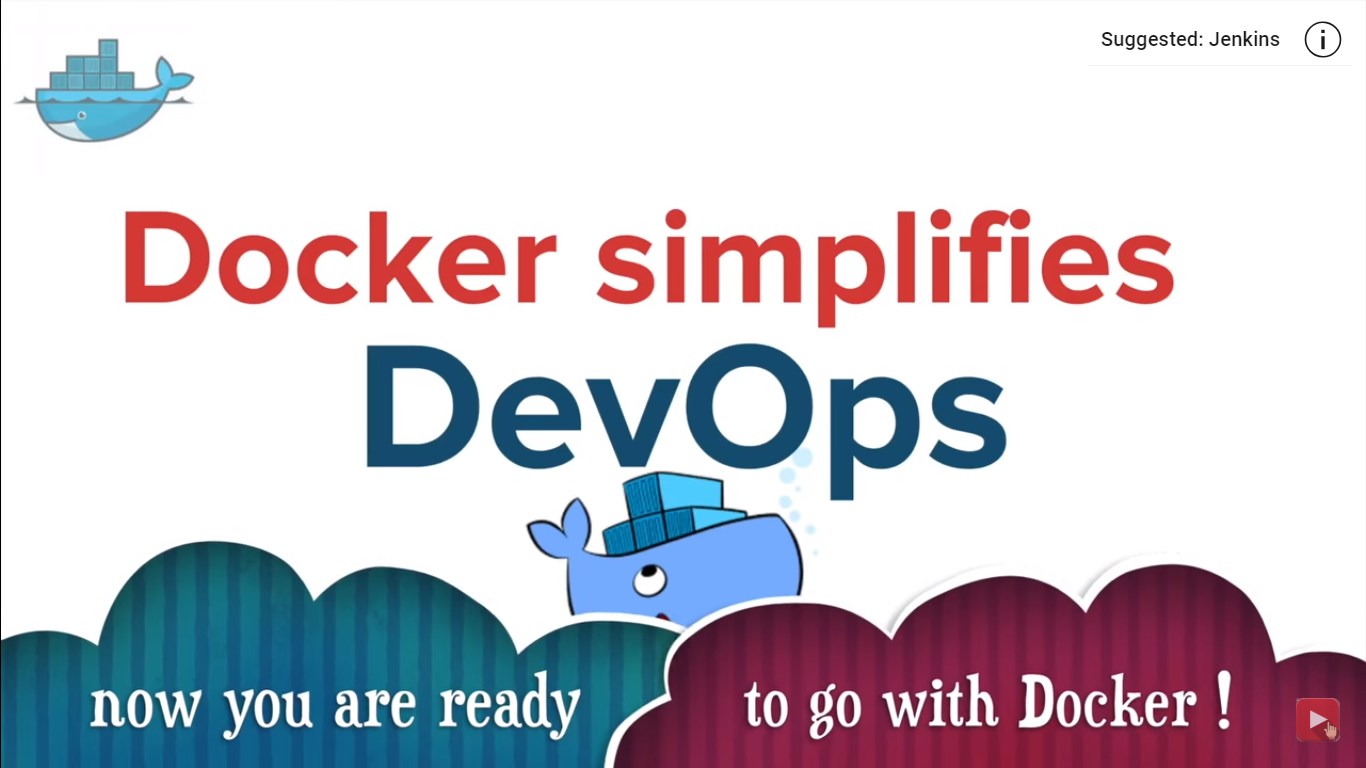 Suggested: Jenkins
Docker simplifies
DevOps
now you are ready to go with Docker !